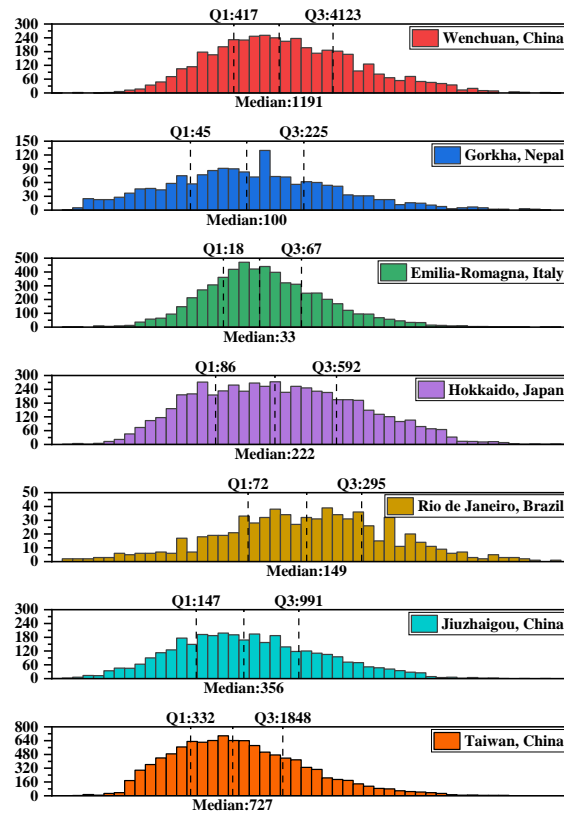 Q1:417 Q3:4123
300
240
180
120
60
0
Wenchuan, China
Median:1191
Q1:45 Q3:225
150
120
90
60
30
0
Gorkha, Nepal
Median:100
Q1:18 Q3:67
500
400
300
200
100
0
Emilia-Romagna, Italy
Median:33
Q1:86 Q3:592
300
240
180
120
60
0
Hokkaido, Japan
Median:222
Q1:72 Q3:295
50
40
30
20
10
0
Rio de Janeiro, Brazil
Median:149
Q1:147 Q3:991
300
240
180
120
60
0
Jiuzhaigou, China
Median:356
Q1:332 Q3:1848
800
640
480
320
160
0
Taiwan, China
Median:727